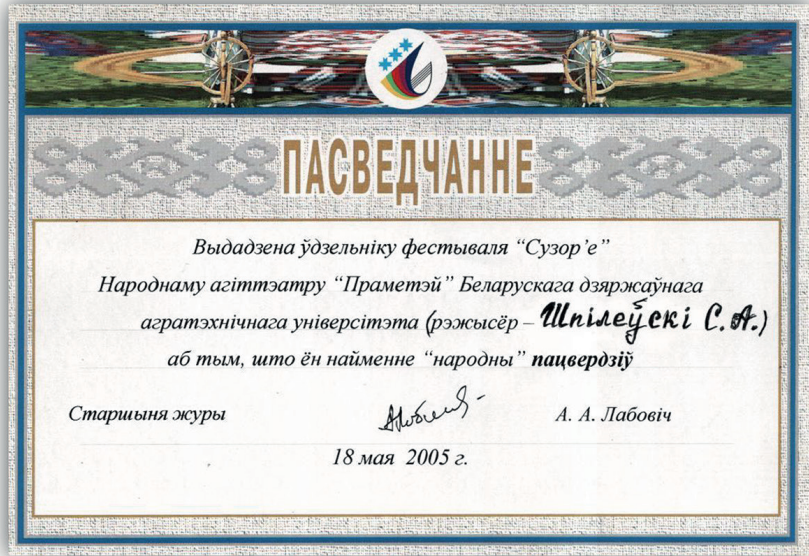 ПАСВЕДЧАННЕ
Выдадзена ўдзельніку фестываля “Сузор’е”
Народнаму агіттэатру “Праметэй” Беларускага дзяржаўнага
агратэхнічнага універсітэта (рэжысёр – Шпілеўскі С. А.)
аб тым, што ён найменне “народны” пацвердзіў
Старшыня журы А. А. Лабовіч
18 мая 2005 г.